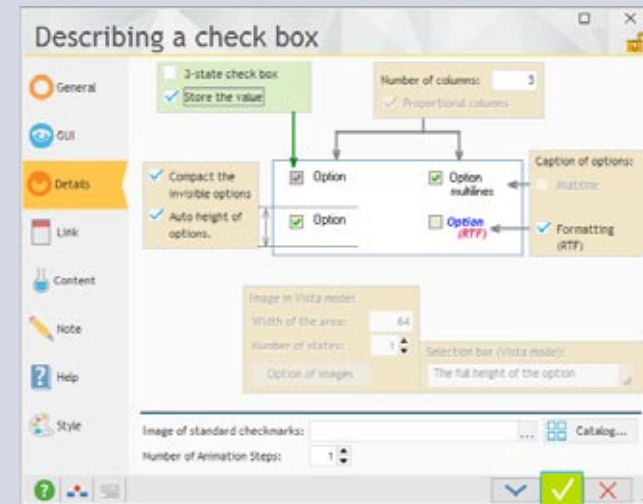 Describing a check box
General
GUI
Details
Link
Content
Note
Help
Style
3-state check box
Store the value
Number of columns: 3
Proportional columns
Compact the
invisible options
Auto height of
options.
Option
Option
multilines
Option
Option
(RTF)
Caption of options:
Multiline
Formatting
(RTF)
Image in Vista mode:
Width of the area: 64
Number of states: 1
Option of images
Selection bar (Vista mode):
The full height of the option
Image of standard checkmarks:
... Catalog...
Number of Animation Steps: 1